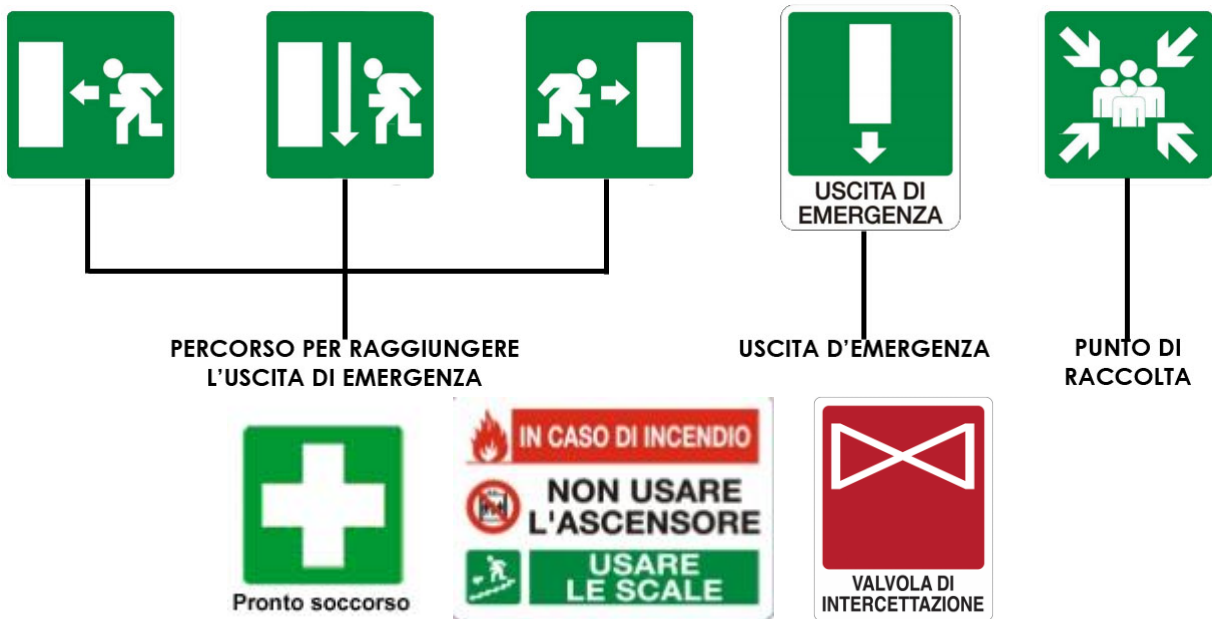 USCITA DI
EMERGENZA
PERCORSO PER RAGGIUNGERE
L'USCITA DI EMERGENZA
USCITA D'EMERGENZA
PUNTO DI
RACCOLTA
Pronto soccorso
IN CASO DI INCENDIO
NON USARE
L'ASCENSORE
USARE
LE SCALE
VALVOLA DI
INTERCETTAZIONE